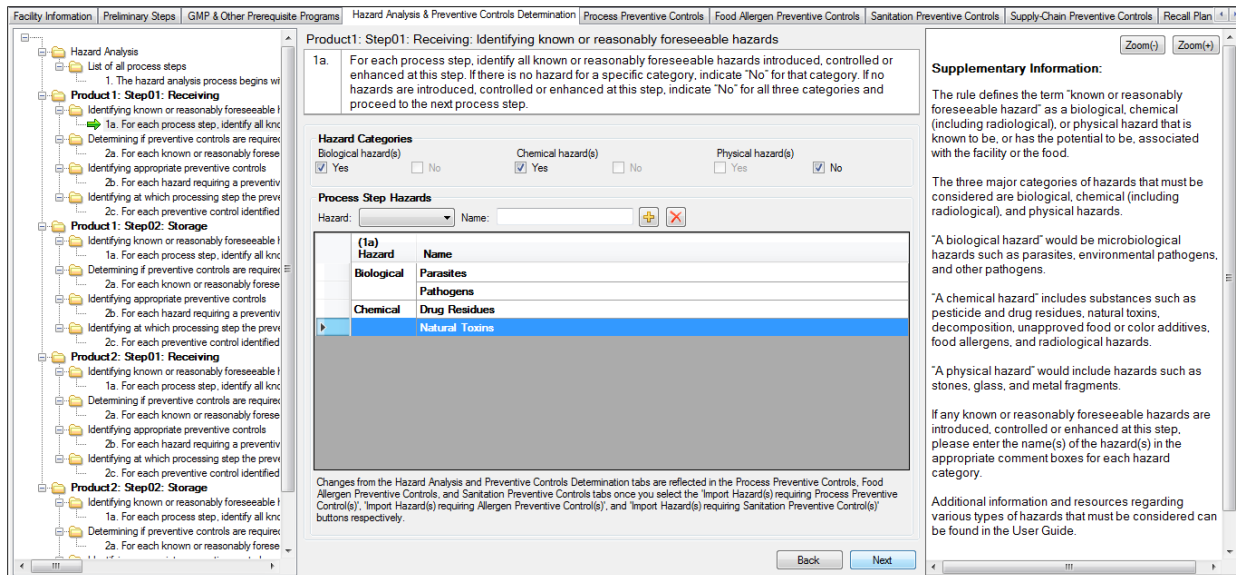 Facility Information Preliminary Steps GMP & Other Prerequisite Programs Hazard Analysis & Preventive Controls Determination Process Preventive Controls Food Allergen Preventive Controls Sanitation Preventive Controls Supply-Chain Preventive Controls Recall Plan
Hazard Analysis
List of all process steps
1. The hazard analysis process begins wi
Product1: Step01: Receiving
Identifying known or reasonably foreseeable h
1a. For each process step, identify all kno
Determining if preventive controls are required
2a. For each known or reasonably forese
Identifying appropriate preventive controls
2b. For each hazard requiring a preventiv
Identifying at which processing step the preve
2c. For each preventive control identified
Product1: Step02: Storage
Identifying known or reasonably foreseeable h
1a. For each process step, identify all kno
Determining if preventive controls are required
2a. For each known or reasonably forese
Identifying appropriate preventive controls
2b. For each hazard requiring a preventiv
Identifying at which processing step the preve
2c. For each preventive control identified
Product2: Step01: Receiving
Identifying known or reasonably foreseeable h
1a. For each process step, identify all kno
Determining if preventive controls are required
2a. For each known or reasonably forese
Identifying appropriate preventive controls
2b. For each hazard requiring a preventiv
Identifying at which processing step the preve
2c. For each preventive control identified
Product2: Step02: Storage
Identifying known or reasonably foreseeable h
1a. For each process step, identify all kno
Determining if preventive controls are required
2a. For each known or reasonably forese
Product1: Step01: Receiving: Identifying known or reasonably foreseeable hazards
1a. For each process step, identify all known or reasonably foreseeable hazards introduced, controlled or
enhanced at this step. If there is no hazard for a specific category, indicate "No" for that category. If no
hazards are introduced, controlled or enhanced at this step, indicate "No" for all three categories and
proceed to the next process step.
Hazard Categories
Biological hazard(s) Chemical hazard(s) Physical hazard(s)
Yes No Yes No Yes No
Process Step Hazards
Hazard: Name:
(1a)
Hazard Name
Biological Parasites
Pathogens
Chemical Drug Residues
Natural Toxins
Changes from the Hazard Analysis and Preventive Controls Determination tabs are reflected in the Process Preventive Controls, Food
Allergen Preventive Controls, and Sanitation Preventive Controls tabs once you select the 'Import Hazard(s) requiring Process Preventive
Control(s)', 'Import Hazard(s) requiring Allergen Preventive Control(s)', and 'Import Hazard(s) requiring Sanitation Preventive Control(s)'
buttons respectively.
Back Next
Zoom(-) Zoom(+)
Supplementary Information:
The rule defines the term "known or reasonably
foreseeable hazard" as a biological, chemical
(including radiological), or physical hazard that is
known to be, or has the potential to be, associated
with the facility or the food.
The three major categories of hazards that must be
considered are biological, chemical (including
radiological), and physical hazards.
"A biological hazard" would be microbiological
hazards such as parasites, environmental pathogens,
and other pathogens.
"A chemical hazard" includes substances such as
pesticide and drug residues, natural toxins,
decomposition, unapproved food or color additives,
food allergens, and radiological hazards.
"A physical hazard" would include hazards such as
stones, glass, and metal fragments.
If any known or reasonably foreseeable hazards are
introduced, controlled or enhanced at this step,
please enter the name(s) of the hazard(s) in the
appropriate comment boxes for each hazard
category.
Additional information and resources regarding
various types of hazards that must be considered can
be found in the User Guide.